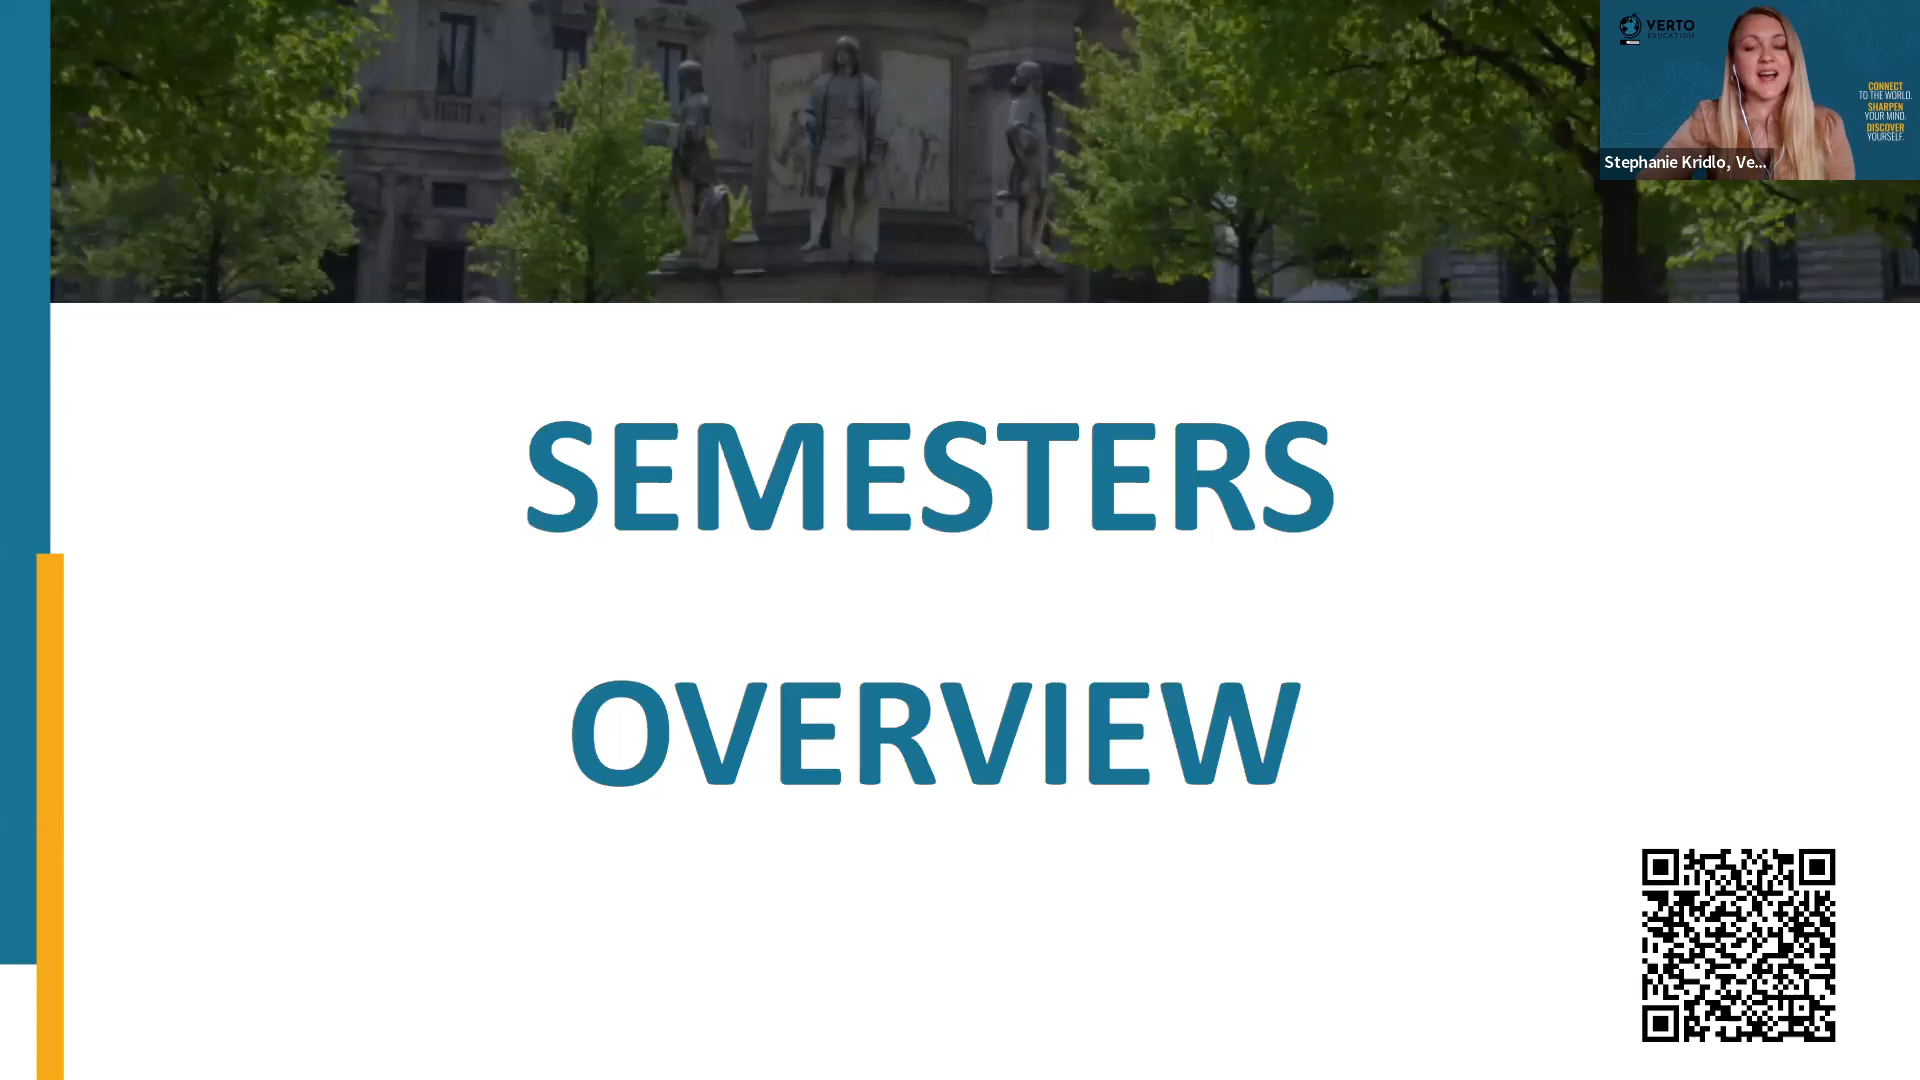 VERTO
EDUCATION
CONNECT
TO THE WORLD.
SHARPEN
YOUR MIND.
DISCOVER
YOURSELF.
Stephanie Kridlo, Ve...
SEMESTERS
OVERVIEW